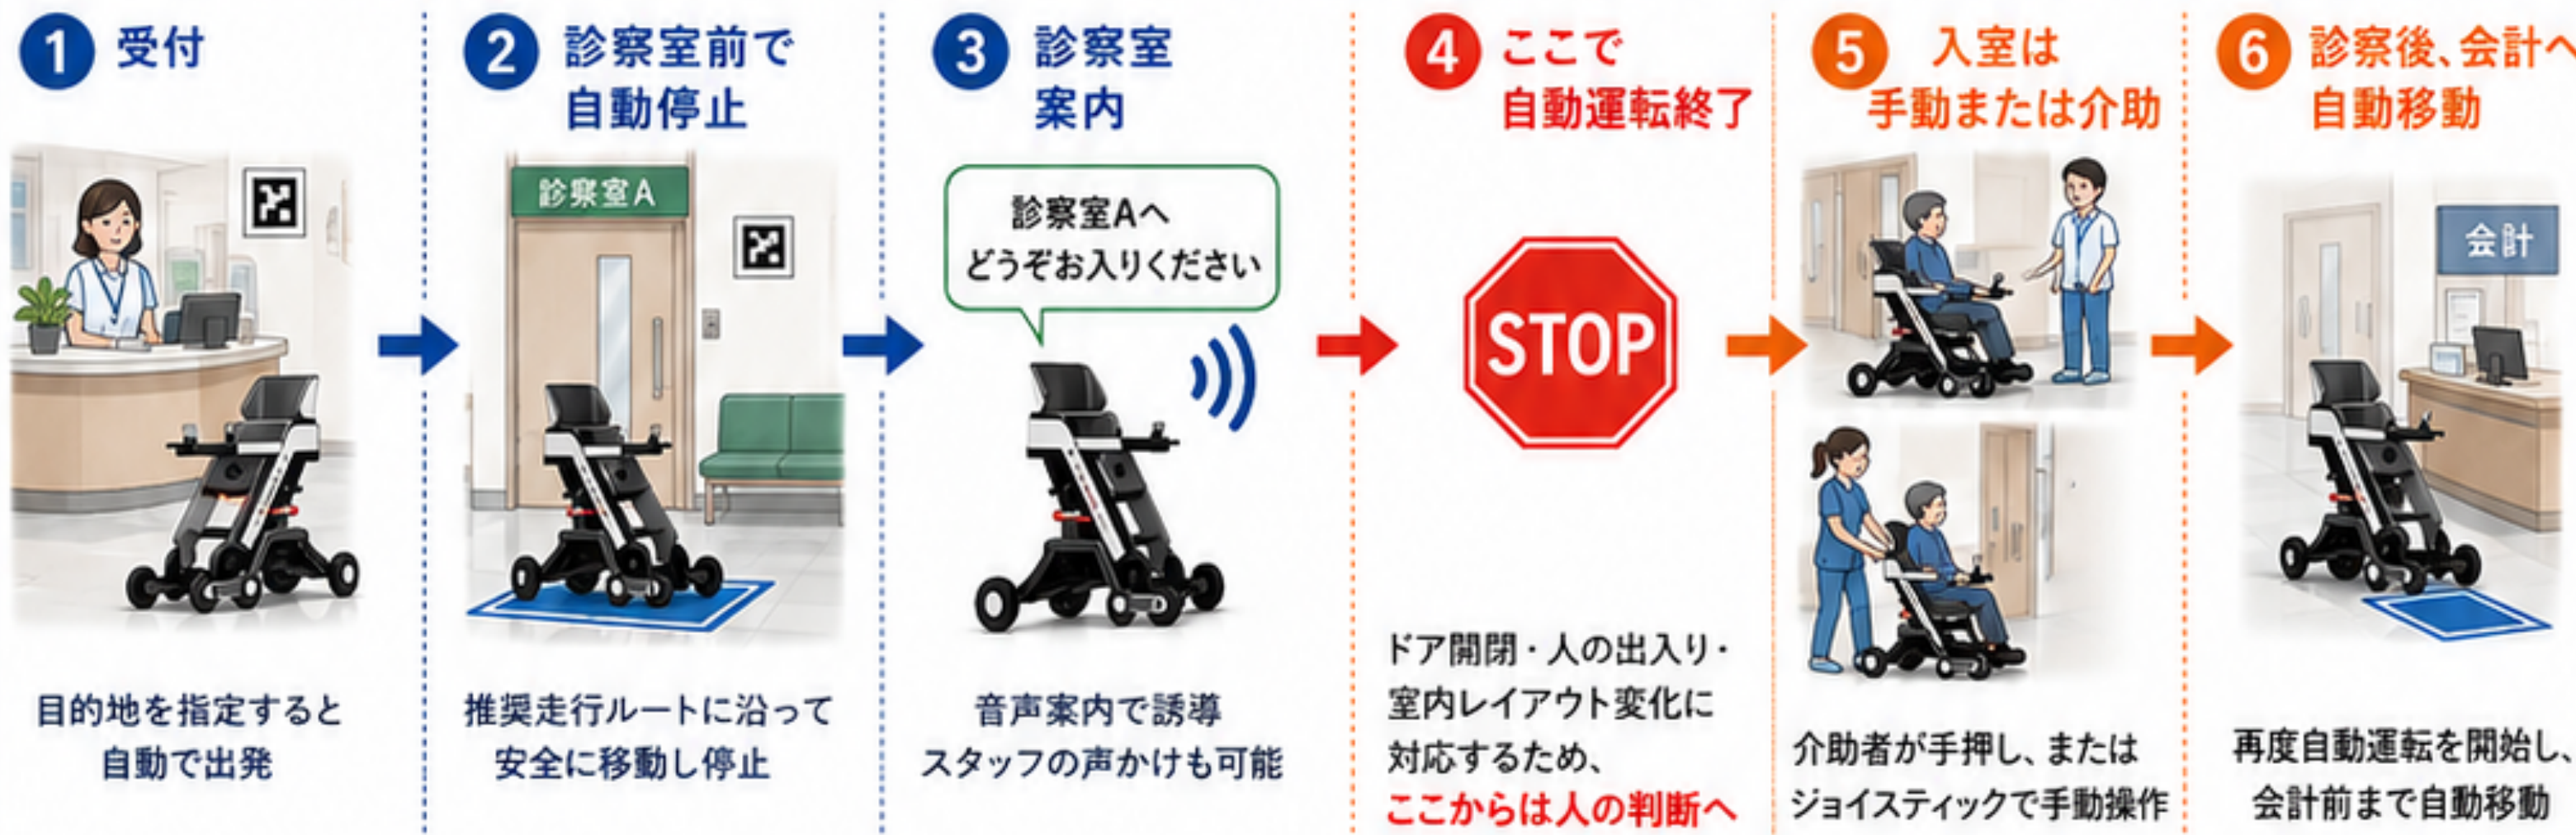 1 受付
目的地を指定すると
自動で出発
2 診察室前で
自動停止
診察室A
推奨走行ルートに沿って
安全に移動し停止
3 診察室
案内
診察室Aへ
どうぞお入りください
音声案内で誘導
スタッフの声かけも可能
4 ここで
自動運転終了
STOP
ドア開閉・人の出入り・
室内レイアウト変化に
対応するため、
ここからは人の判断へ
5 入室は
手動または介助
介助者が手押し、または
ジョイスティックで手動操作
6 診察後、会計へ
自動移動
会計
再度自動運転を開始し、
会計前まで自動移動